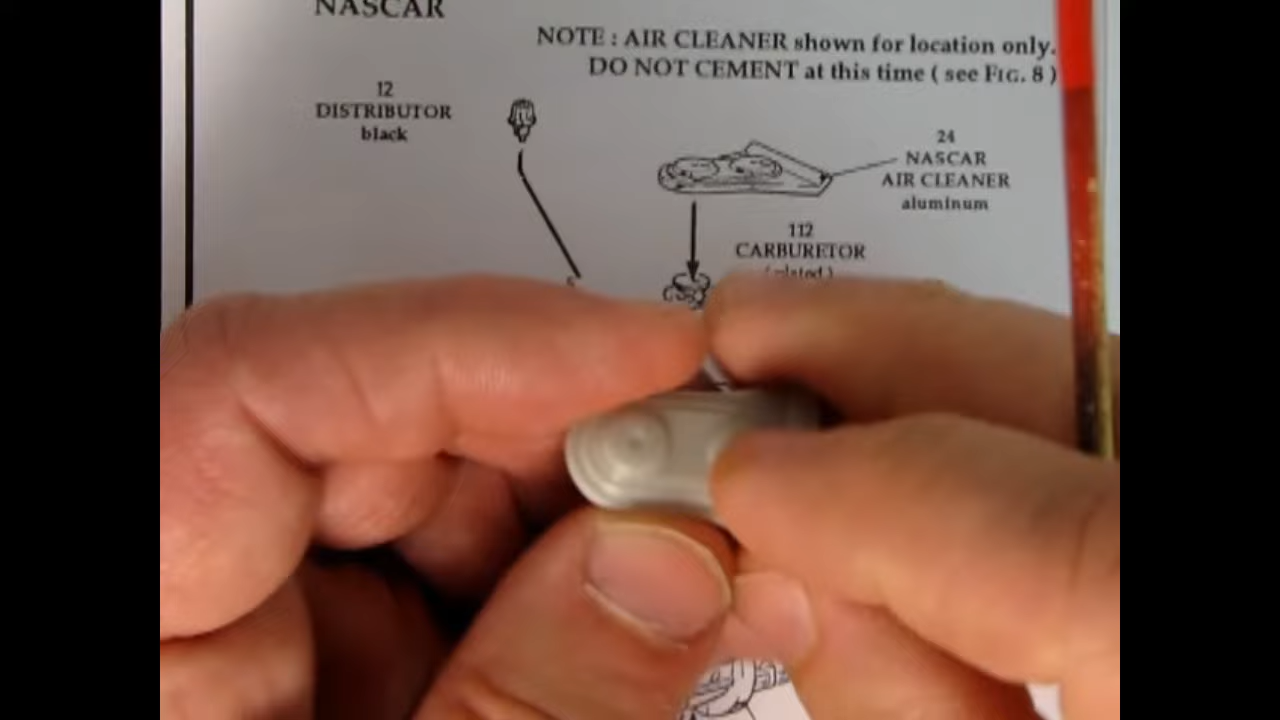 NASCAR
NOTE : AIR CLEANER shown for location only.
DO NOT CEMENT at this time ( see FIG. 8 )
12
DISTRIBUTOR
black
24
NASCAR
AIR CLEANER
aluminum
112
CARBURETOR